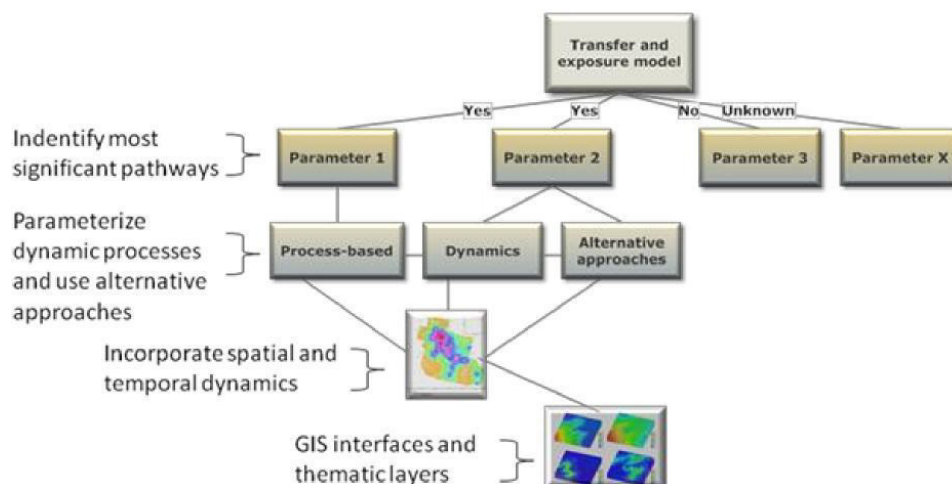 Transfer and
exposure model
Yes
Yes
No
Unknown
Indentify most
significant pathways
Parameter 1
Parameter 2
Parameter 3
Parameter X
Parameterize
dynamic processes
and use alternative
approaches
Process-based
Dynamics
Alternative
approaches
Incorporate spatial and
temporal dynamics
GIS interfaces and
thematic layers